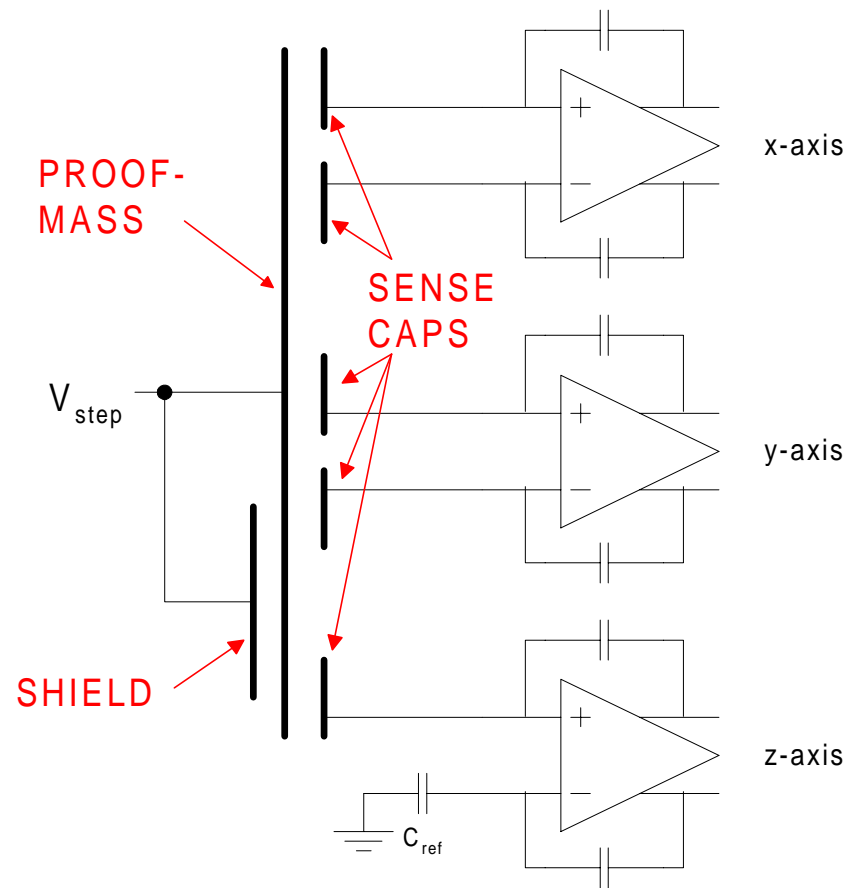 x-axis
PROOF-
MASS
SENSE
CAPS
V step
y-axis
SHIELD
z-axis
C ref
+
−
+
−
+
−